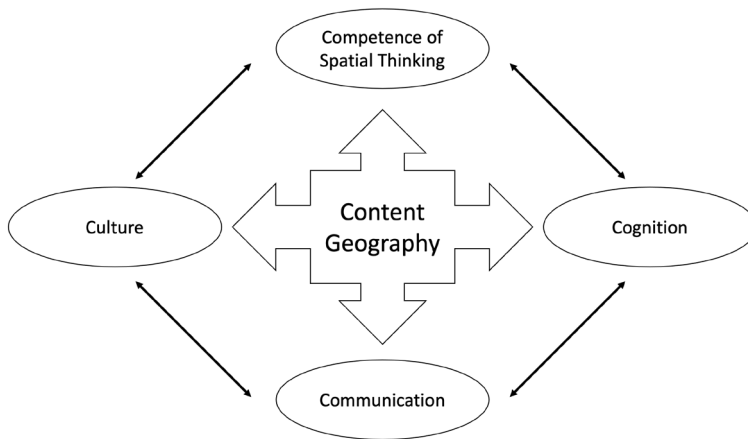 Competence of
Spatial Thinking
Culture
Content
Geography
Cognition
Communication